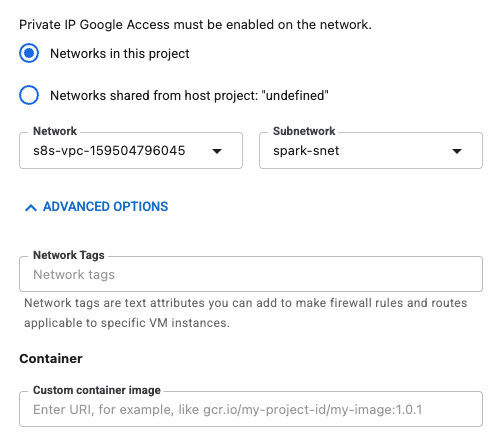 Private IP Google Access must be enabled on the network.
Networks in this project
Networks shared from host project: "undefined"
Network
Subnetwork
s8s-vpc-159504796045
spark-snet
ADVANCED OPTIONS
Network Tags
Network tags
Network tags are text attributes you can add to make firewall rules and routes
applicable to specific VM instances.
Container
Custom container image
Enter URI, for example, like gcr.io/my-project-id/my-image:1.0.1